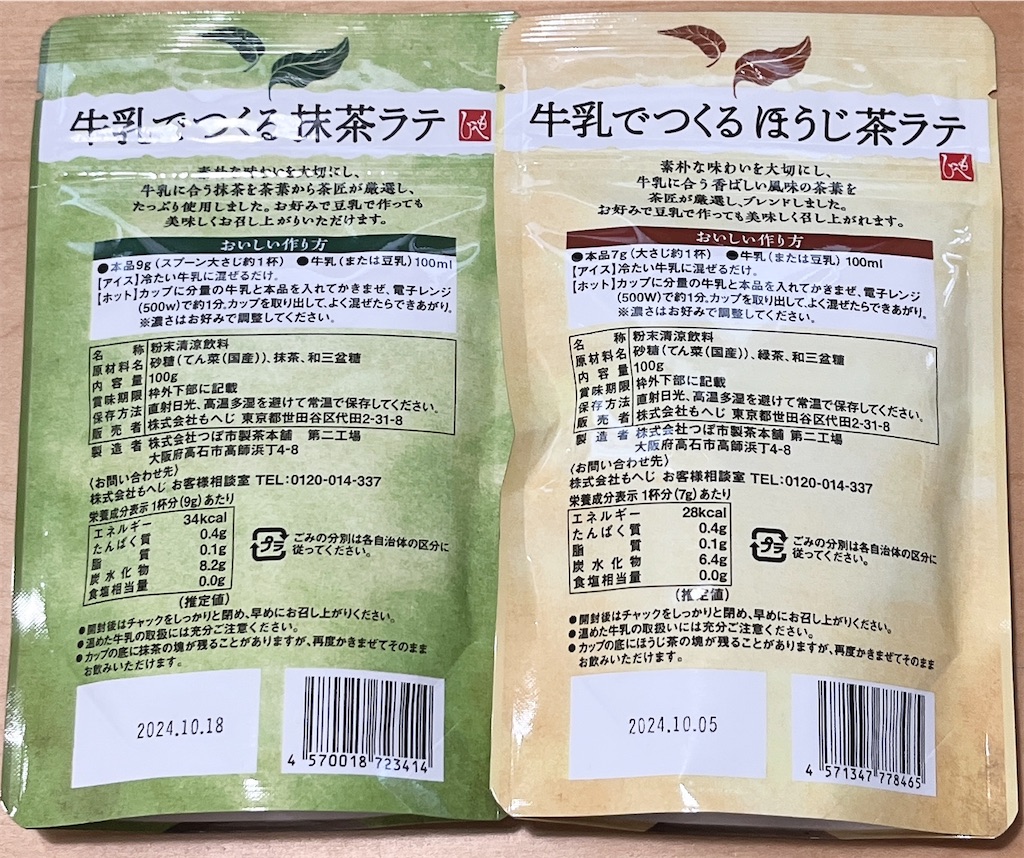 牛乳でつくる 抹茶ラテ
もへじ
素朴な味わいを大切にし、
牛乳に合う抹茶を茶葉から茶匠が厳選し、
たっぷり使用しました。お好みで豆乳で作っても
美味しくお召し上がりいただけます。
おいしい作り方
●本品9g(スプーン大さじ約1杯) ●牛乳(または豆乳)100ml
【アイス】冷たい牛乳に混ぜるだけ。
【ホット】カップに分量の牛乳と本品を入れてかきまぜ、電子レンジ
(500w)で約1分。カップを取り出して、よく混ぜたらできあがり。
※濃さはお好みで調整してください。
名称 粉末清涼飲料
原材料名 砂糖(てん菜(国産))、抹茶、和三盆糖
内容量 100g
賞味期限 枠外下部に記載
保存方法 直射日光、高温多湿を避けて常温で保存してください。
販売者 株式会社もへじ 東京都世田谷区代田2-31-8
製造者 株式会社つぼ市製茶本舗 第二工場
大阪府高石市高師浜丁4-8
〈お問い合わせ先〉
株式会社もへじ お客様相談室 TEL:0120-014-337
栄養成分表示 1杯分(9g)あたり
エネルギー 34kcal
たんぱく質 0.4g
脂質 0.1g
炭水化物 8.2g
食塩相当量 0.0g
(推定値)
プラ
ごみの分別は各自治体の区分に
従ってください。
●開封後はチャックをしっかりと閉め、早めにお召し上がりください。
●温めた牛乳の取扱には充分ご注意ください。
●カップの底に抹茶の塊が残ることがありますが、再度かきまぜてそのまま
お飲みいただけます。
2024.10.18
4 570018 723414
牛乳でつくる ほうじ茶ラテ
もへじ
素朴な味わいを大切にし、
牛乳に合う香ばしい風味の茶葉を
茶匠が厳選し、ブレンドしました。
お好みで豆乳で作っても美味しく召し上がれます。
おいしい作り方
●本品7g(大さじ約1杯) ●牛乳(または豆乳)100ml
【アイス】冷たい牛乳に混ぜるだけ。
【ホット】カップに分量の牛乳と本品を入れてかきまぜ、電子レンジ
(500W)で約1分。カップを取り出して、よく混ぜたらできあがり。
※濃さはお好みで調整してください。
名称 粉末清涼飲料
原材料名 砂糖(てん菜(国産))、緑茶、和三盆糖
内容量 100g
賞味期限 枠外下部に記載
保存方法 直射日光、高温多湿を避けて常温で保存してください。
販売者 株式会社もへじ 東京都世田谷区代田2-31-8
製造者 株式会社つぼ市製茶本舗 第二工場
大阪府高石市高師浜丁4-8
〈お問い合わせ先〉
株式会社もへじ お客様相談室 TEL:0120-014-337
栄養成分表示 1杯分(7g)あたり
エネルギー 28kcal
たんぱく質 0.4g
脂質 0.1g
炭水化物 6.4g
食塩相当量 0.0g
(推定値)
プラ
ごみの分別は各自治体の区分に
従ってください。
●開封後はチャックをしっかりと閉め、早めにお召し上がりください。
●温めた牛乳の取扱いには充分ご注意ください。
●カップの底にほうじ茶の塊が残ることがありますが、再度かきまぜてそのまま
お飲みいただけます。
2024.10.05
4 571347 778465